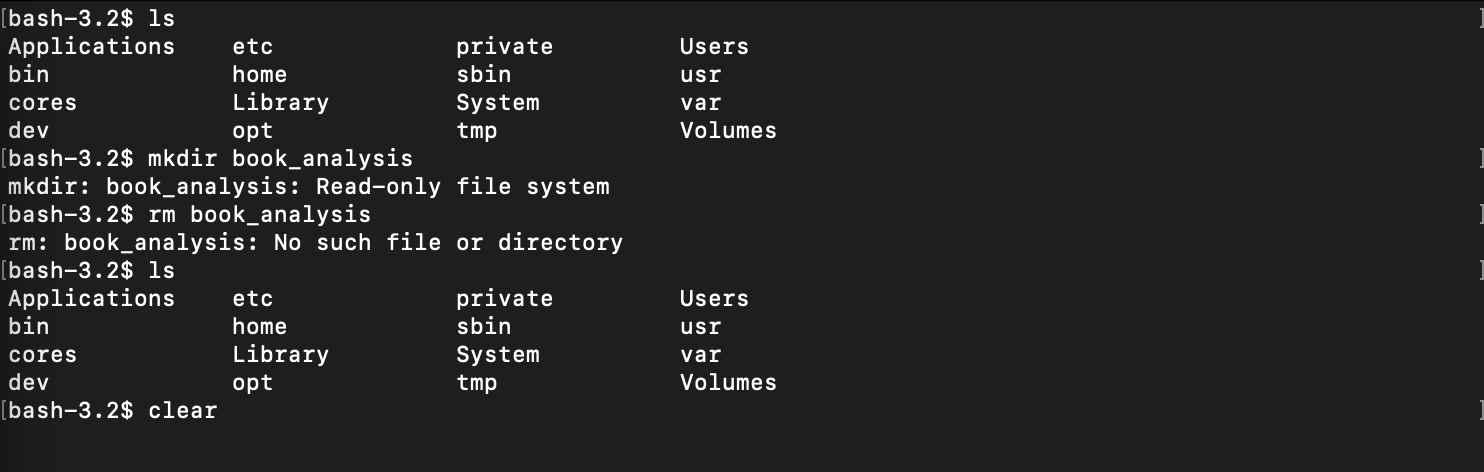 [bash-3.2$ ls ]
Applications    etc             private         Users
bin             home            sbin            usr
cores           Library         System          var
dev             opt             tmp             Volumes
[bash-3.2$ mkdir book_analysis ]
mkdir: book_analysis: Read-only file system
[bash-3.2$ rm book_analysis ]
rm: book_analysis: No such file or directory
[bash-3.2$ ls ]
Applications    etc             private         Users
bin             home            sbin            usr
cores           Library         System          var
dev             opt             tmp             Volumes
[bash-3.2$ clear ]